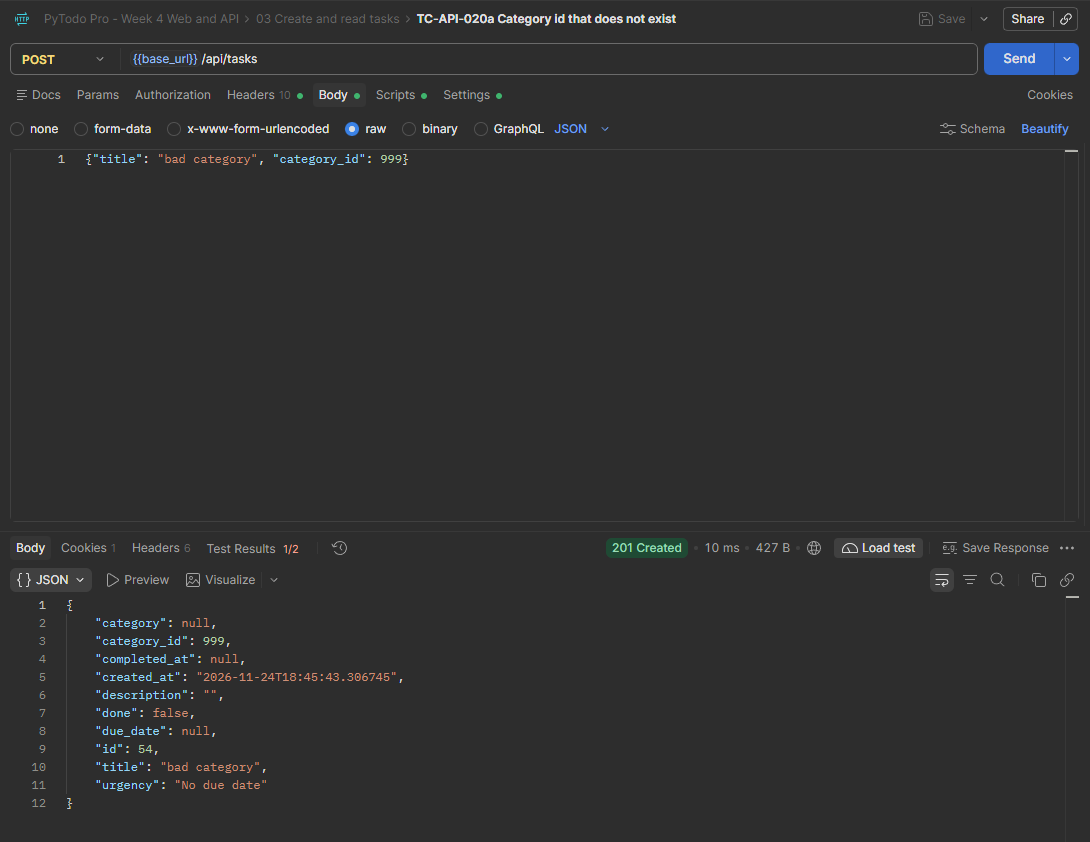 HTTP PyTodo Pro - Week 4 Web and API › 03 Create and read tasks › TC-API-020a Category id that does not exist Save Share
POST {{base_url}} /api/tasks Send
Docs Params Authorization Headers 10 Body Scripts Settings Cookies
none form-data x-www-form-urlencoded raw binary GraphQL JSON Schema Beautify
1 {"title": "bad category", "category_id": 999}
Body Cookies 1 Headers 6 Test Results 1/2 201 Created 10 ms 427 B Load test e.g. Save Response
{} JSON Preview Visualize
1 {
2 "category": null,
3 "category_id": 999,
4 "completed_at": null,
5 "created_at": "2026-11-24T18:45:43.306745",
6 "description": "",
7 "done": false,
8 "due_date": null,
9 "id": 54,
10 "title": "bad category",
11 "urgency": "No due date"
12 }